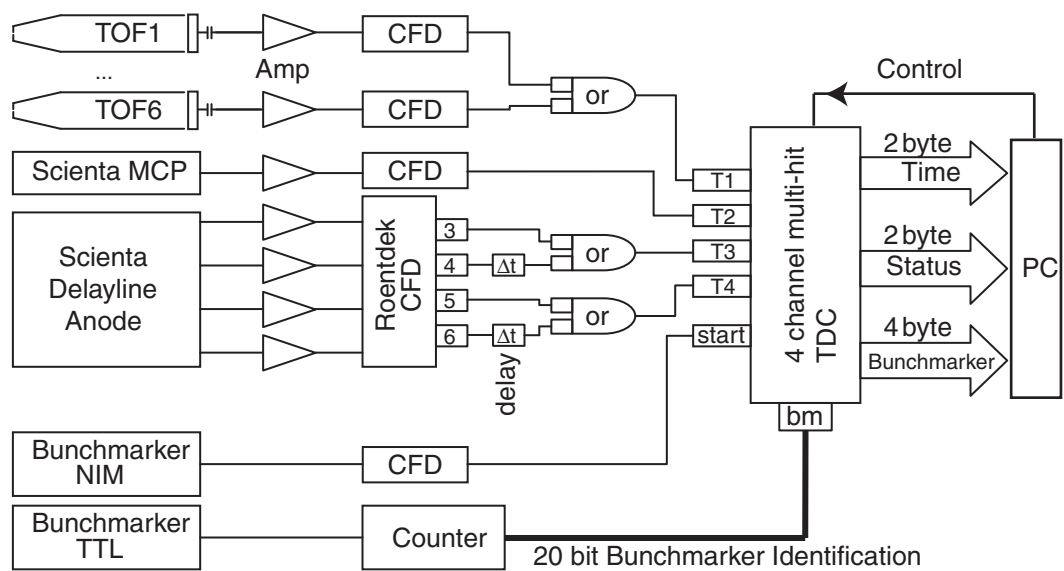 TOF1
CFD
Amp
...
TOF6
CFD
or
Control
Scienta MCP
CFD
T1
T2
T3
T4
start
4 channel multi-hit
TDC
bm
2 byte
Time
2 byte
Status
4 byte
Bunchmarker
PC
Scienta
Delayline
Anode
Roentdek
CFD
3
4
5
6
Δt
Δt
delay
or
or
Bunchmarker
NIM
CFD
Bunchmarker
TTL
Counter
20 bit Bunchmarker Identification